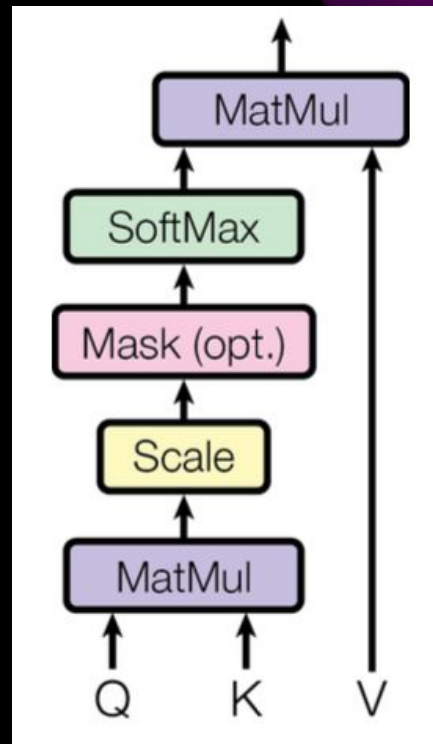 MatMul
SoftMax
Mask (opt.)
Scale
MatMul
Q K V